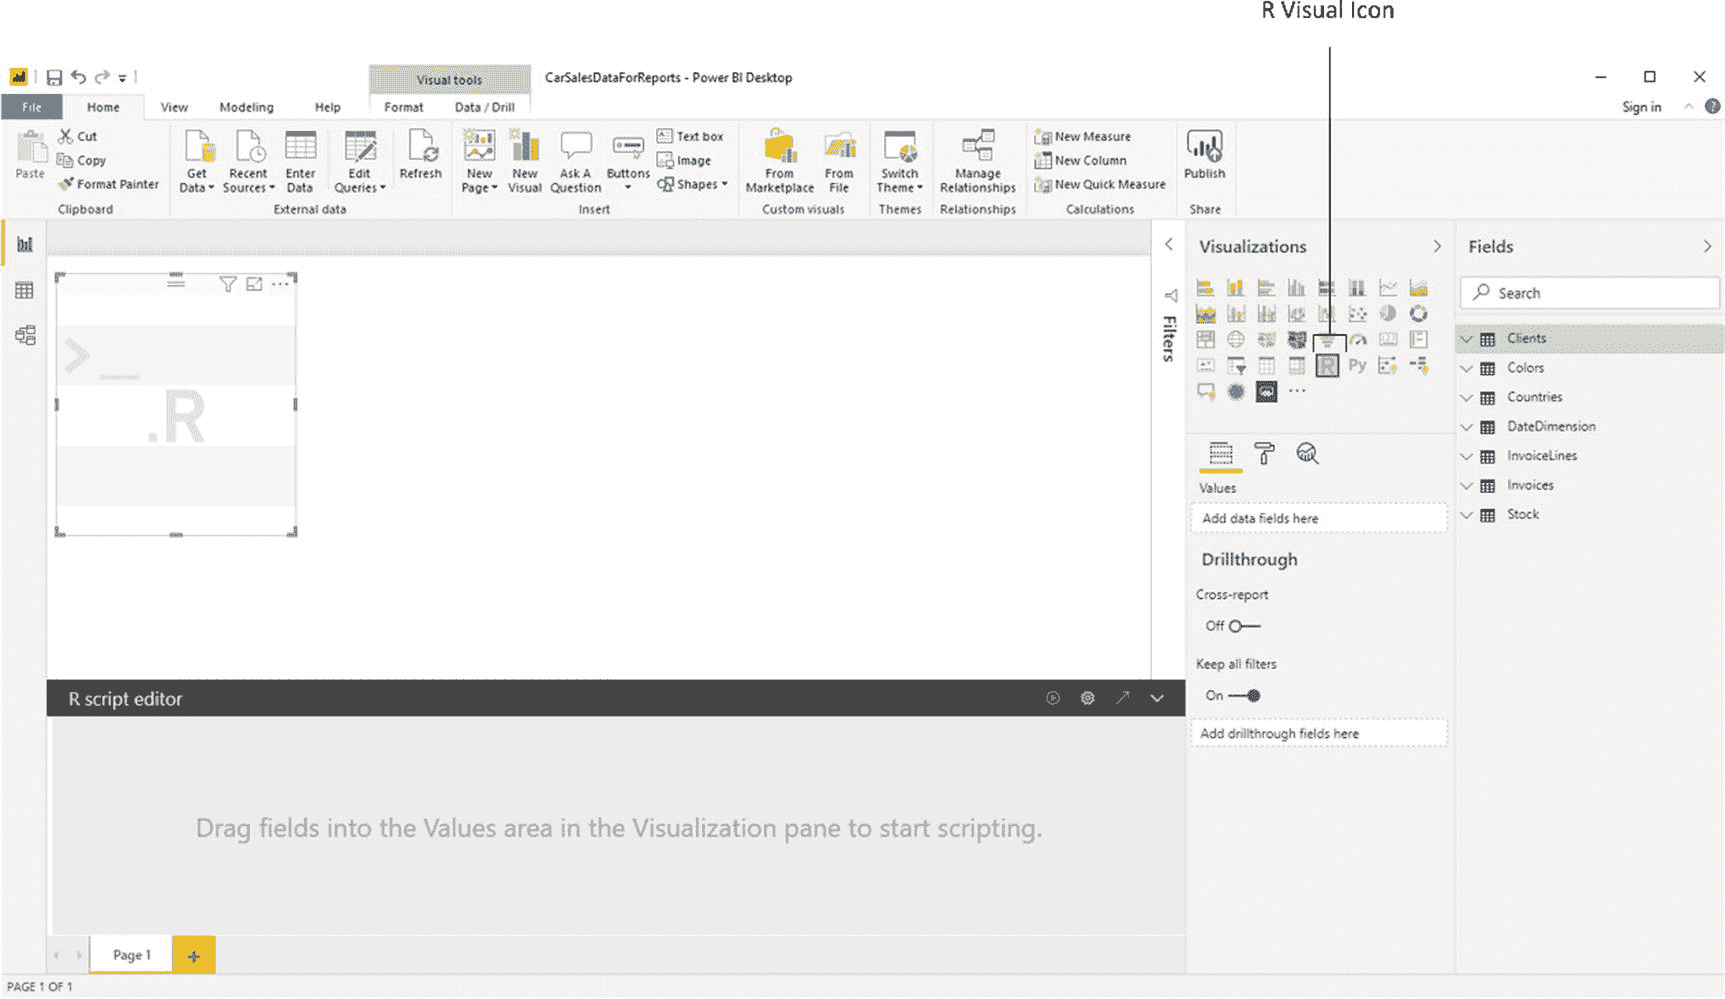 R Visual Icon
Visual tools
CarSalesDataForReports - Power BI Desktop
File
Home
View
Modeling
Help
Format
Data / Drill
Sign in
?
Paste
Cut
Copy
Format Painter
Clipboard
Get
Data
Recent
Sources
Enter
Data
Edit
Queries
Refresh
External data
New
Page
New
Visual
Ask A
Question
Buttons
Text box
Image
Shapes
Insert
From
Marketplace
From
File
Custom visuals
Switch
Theme
Themes
Manage
Relationships
Relationships
New Measure
New Column
New Quick Measure
Calculations
Publish
Share
>_
.R
Filters
Visualizations
R
Py
Values
Add data fields here
Drillthrough
Cross-report
Off
Keep all filters
On
Add drillthrough fields here
Fields
Search
Clients
Colors
Countries
DateDimension
InvoiceLines
Invoices
Stock
R script editor
Drag fields into the Values area in the Visualization pane to start scripting.
Page 1
+
PAGE 1 OF 1